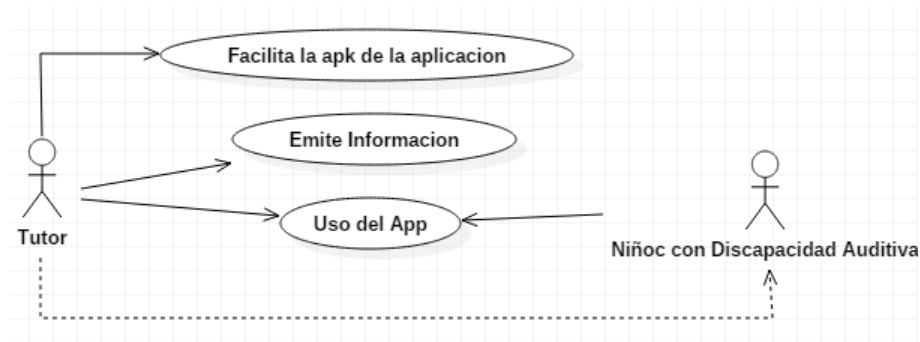 Facilita la apk de la aplicacion
Emite Informacion
Uso del App
Tutor
Niñoc con Discapacidad Auditiva